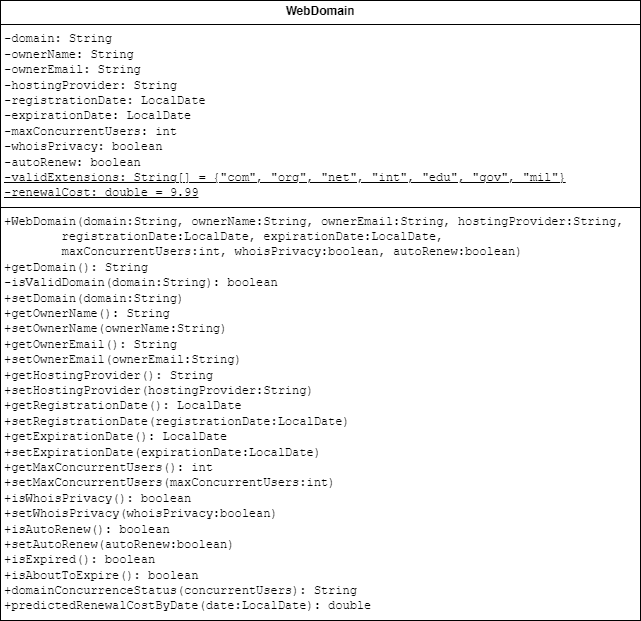 WebDomain
-domain: String
-ownerName: String
-ownerEmail: String
-hostingProvider: String
-registrationDate: LocalDate
-expirationDate: LocalDate
-maxConcurrentUsers: int
-whoisPrivacy: boolean
-autoRenew: boolean
-validExtensions: String[] = {"com", "org", "net", "int", "edu", "gov", "mil"}
-renewalCost: double = 9.99
+WebDomain(domain:String, ownerName:String, ownerEmail:String, hostingProvider:String,
registrationDate:LocalDate, expirationDate:LocalDate,
maxConcurrentUsers:int, whoisPrivacy:boolean, autoRenew:boolean)
+getDomain(): String
-isValidDomain(domain:String): boolean
+setDomain(domain:String)
+getOwnerName(): String
+setOwnerName(ownerName:String)
+getOwnerEmail(): String
+setOwnerEmail(ownerEmail:String)
+getHostingProvider(): String
+setHostingProvider(hostingProvider:String)
+getRegistrationDate(): LocalDate
+setRegistrationDate(registrationDate:LocalDate)
+getExpirationDate(): LocalDate
+setExpirationDate(expirationDate:LocalDate)
+getMaxConcurrentUsers(): int
+setMaxConcurrentUsers(maxConcurrentUsers:int)
+isWhoisPrivacy(): boolean
+setWhoisPrivacy(whoisPrivacy:boolean)
+isAutoRenew(): boolean
+setAutoRenew(autoRenew:boolean)
+isExpired(): boolean
+isAboutToExpire(): boolean
+domainConcurrenceStatus(concurrentUsers): String
+predictedRenewalCostByDate(date:LocalDate): double